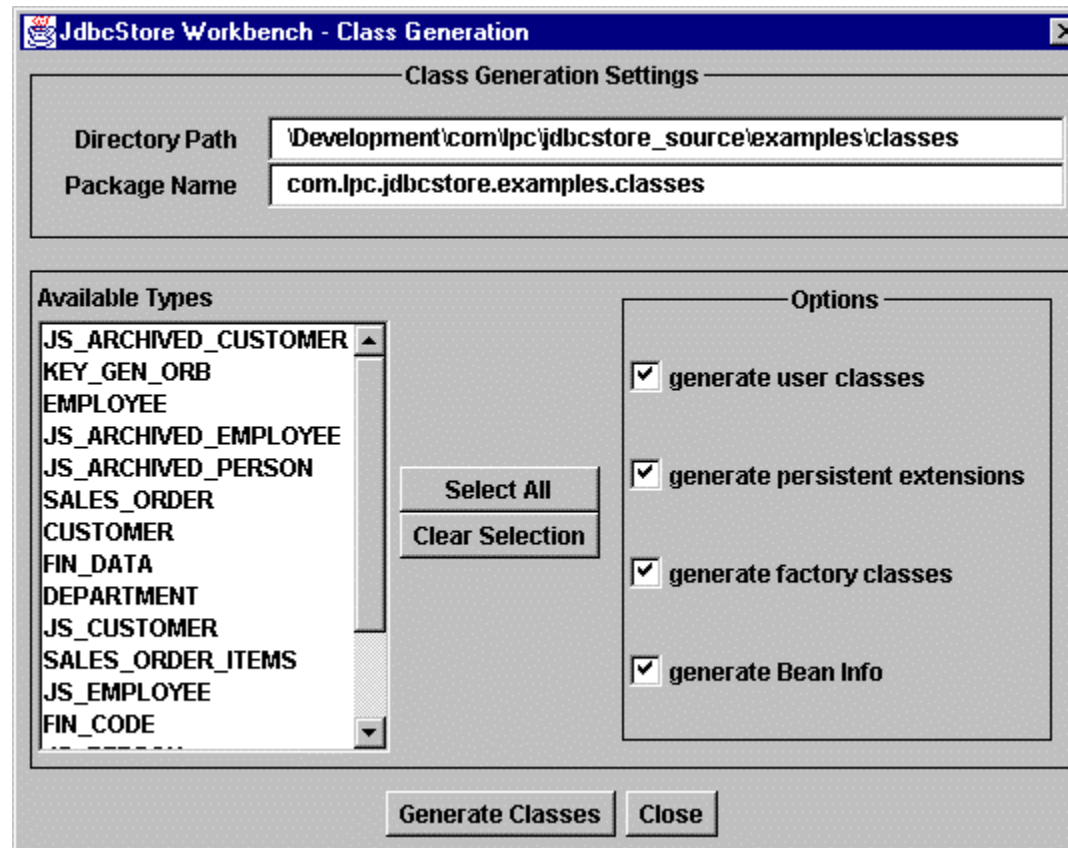 JdbcStore Workbench - Class Generation
Class Generation Settings
Directory Path \Development\com\lpc\jdbcstore_source\examples\classes
Package Name com.lpc.jdbcstore.examples.classes
Available Types
JS_ARCHIVED_CUSTOMER
KEY_GEN_ORB
EMPLOYEE
JS_ARCHIVED_EMPLOYEE
JS_ARCHIVED_PERSON
SALES_ORDER
CUSTOMER
FIN_DATA
DEPARTMENT
JS_CUSTOMER
SALES_ORDER_ITEMS
JS_EMPLOYEE
FIN_CODE
Select All
Clear Selection
Options
generate user classes
generate persistent extensions
generate factory classes
generate Bean Info
Generate Classes
Close